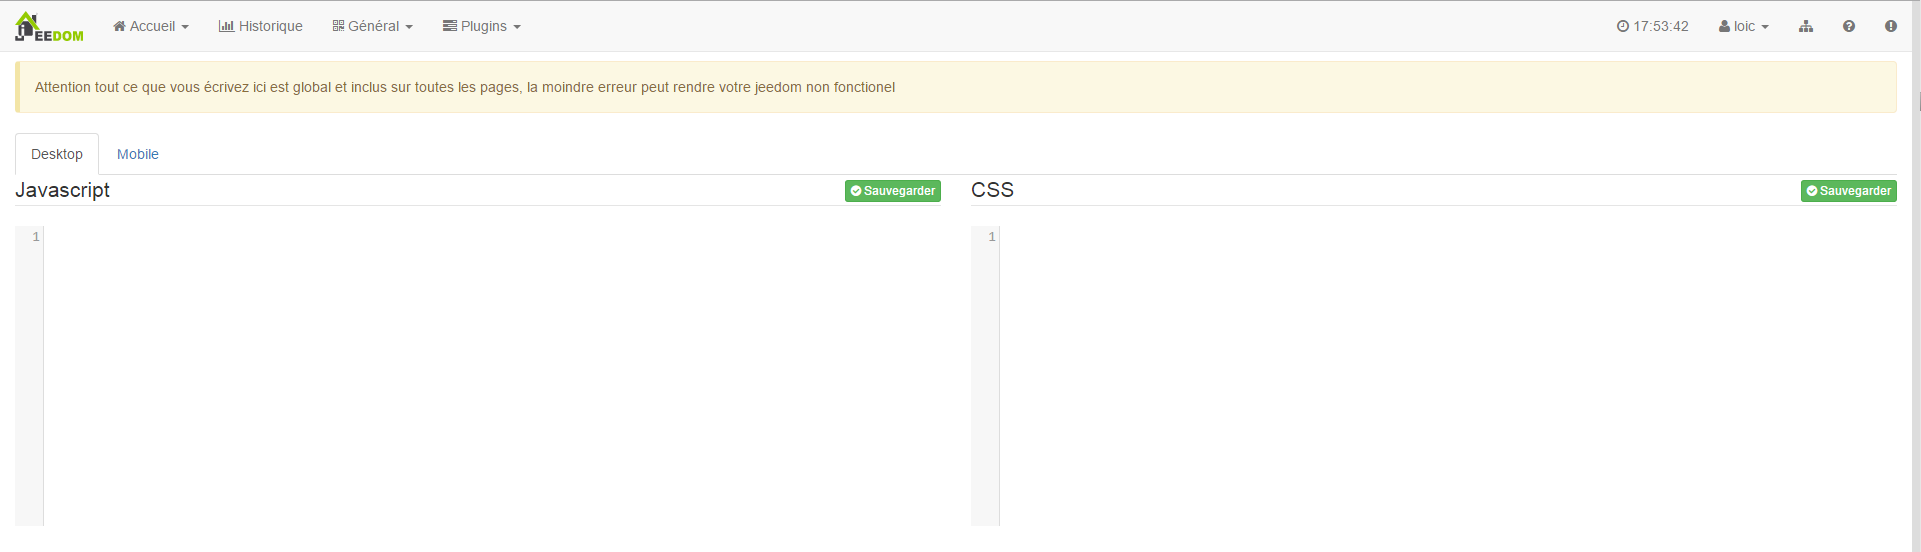 JEEDOM Accueil Historique Général Plugins 17:53:42 loic
Attention tout ce que vous écrivez ici est global et inclus sur toutes les pages, la moindre erreur peut rendre votre jeedom non fonctionel
Desktop Mobile
Javascript Sauvegarder CSS Sauvegarder
1 1